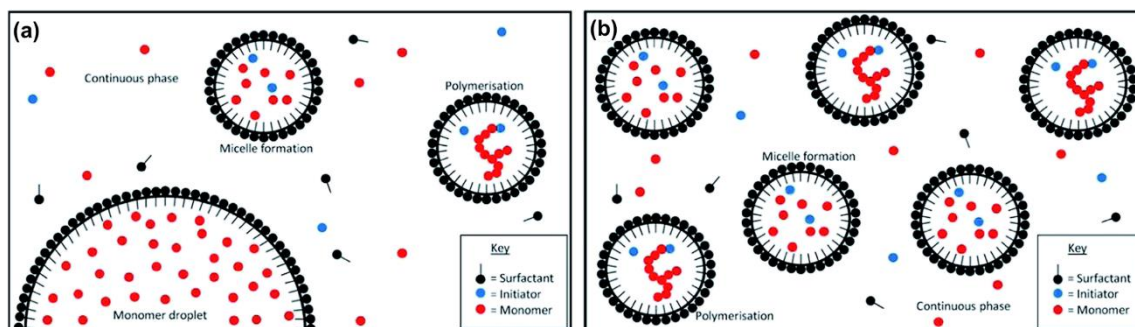 (a)
Continuous phase
Micelle formation
Polymerisation
Monomer droplet
Key
= Surfactant
= Initiator
= Monomer
(b)
Micelle formation
Polymerisation
Continuous phase
Key
= Surfactant
= Initiator
= Monomer